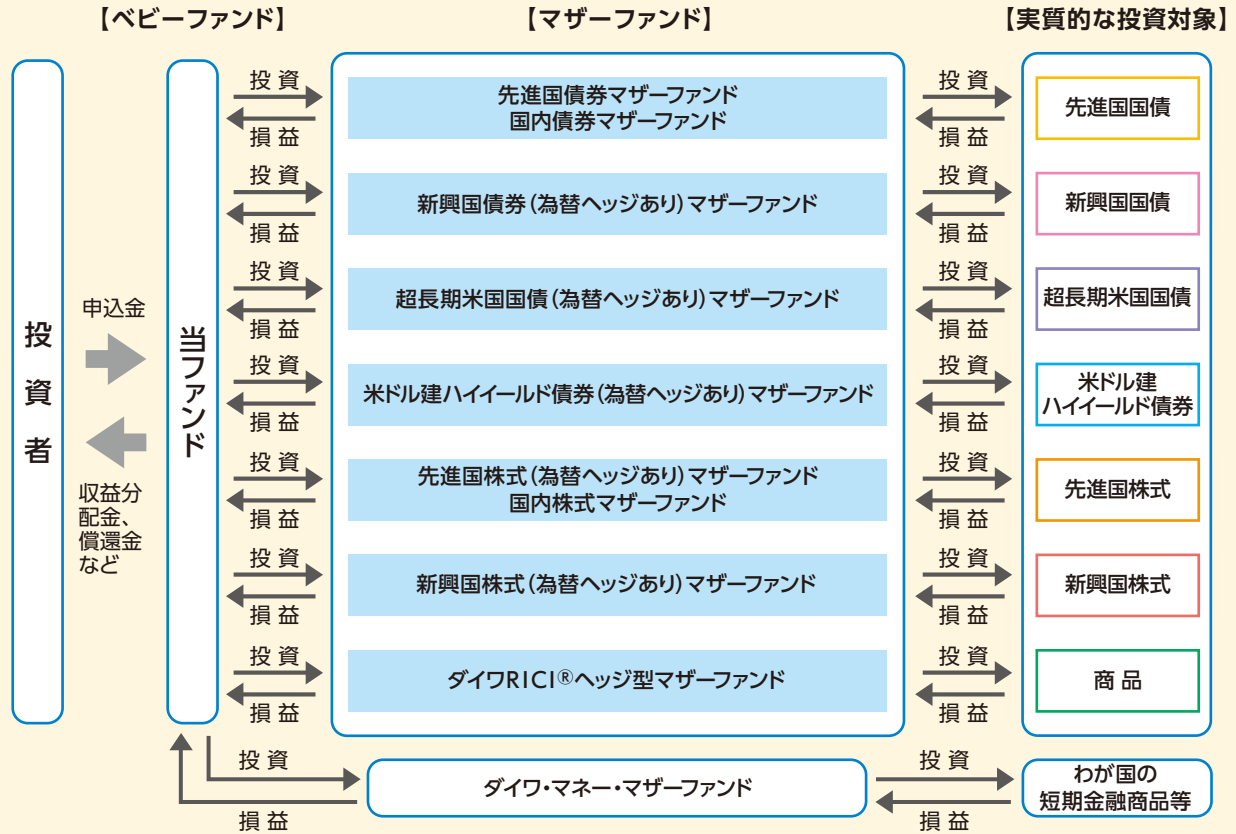 【ベビーファンド】
【マザーファンド】
【実質的な投資対象】
投資者
申込金
収益分
配金、
償還金
など
当ファンド
投 資
損 益
先進国債券マザーファンド
国内債券マザーファンド
投 資
損 益
先進国国債
投 資
損 益
新興国債券(為替ヘッジあり)マザーファンド
投 資
損 益
新興国国債
投 資
損 益
超長期米国国債(為替ヘッジあり)マザーファンド
投 資
損 益
超長期米国国債
投 資
損 益
米ドル建ハイイールド債券(為替ヘッジあり)マザーファンド
投 資
損 益
米ドル建
ハイイールド債券
投 資
損 益
先進国株式(為替ヘッジあり)マザーファンド
国内株式マザーファンド
投 資
損 益
先進国株式
投 資
損 益
新興国株式(為替ヘッジあり)マザーファンド
投 資
損 益
新興国株式
投 資
損 益
ダイワRICI®ヘッジ型マザーファンド
投 資
損 益
商 品
投 資
損 益
ダイワ・マネー・マザーファンド
投 資
損 益
わが国の
短期金融商品等